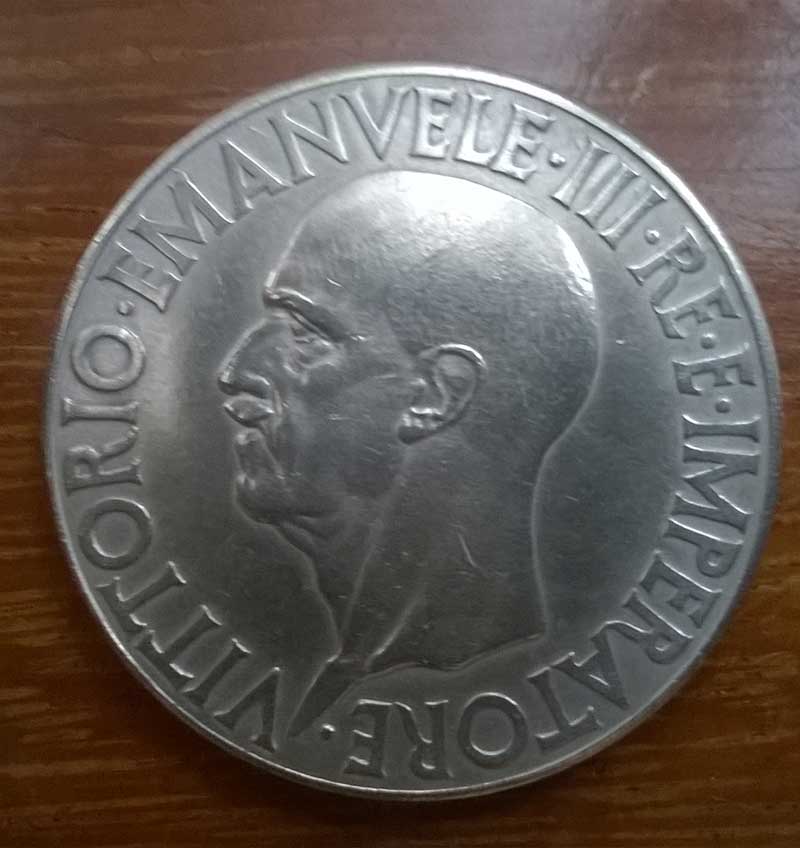 VITTORIO · EMANVELE · III · RE · E · IMPERATORE ·